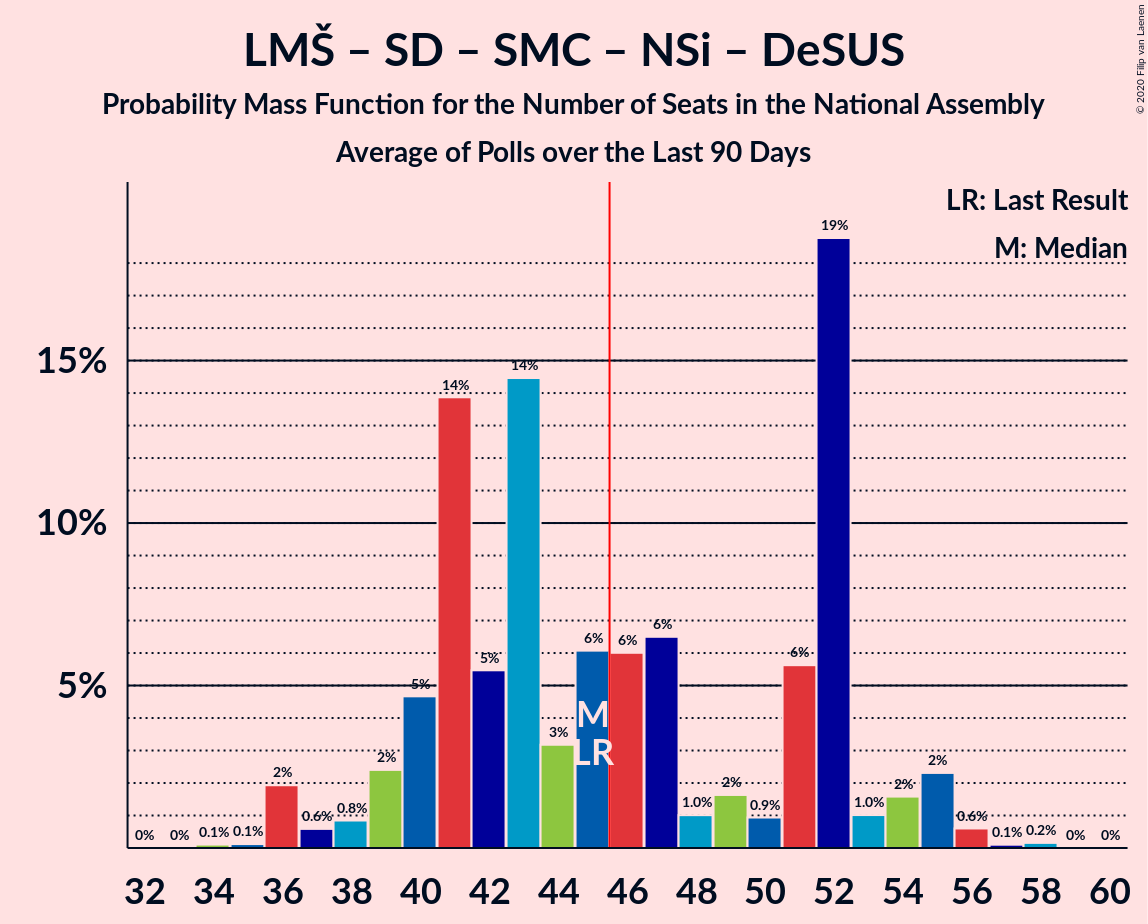 LMŠ – SD – SMC – NSi – DeSUS
Probability Mass Function for the Number of Seats in the National Assembly
Average of Polls over the Last 90 Days
© 2020 Filip van Laenen
LR: Last Result
M: Median
15%
10%
5%
0% 0% 0.1% 0.1% 2% 0.6% 0.8% 2% 5% 14% 5% 14% 3% 6% 6% 6% 1.0% 2% 0.9% 6% 19% 1.0% 2% 2% 0.6% 0.1% 0.2% 0% 0%
M
LR
32 34 36 38 40 42 44 46 48 50 52 54 56 58 60